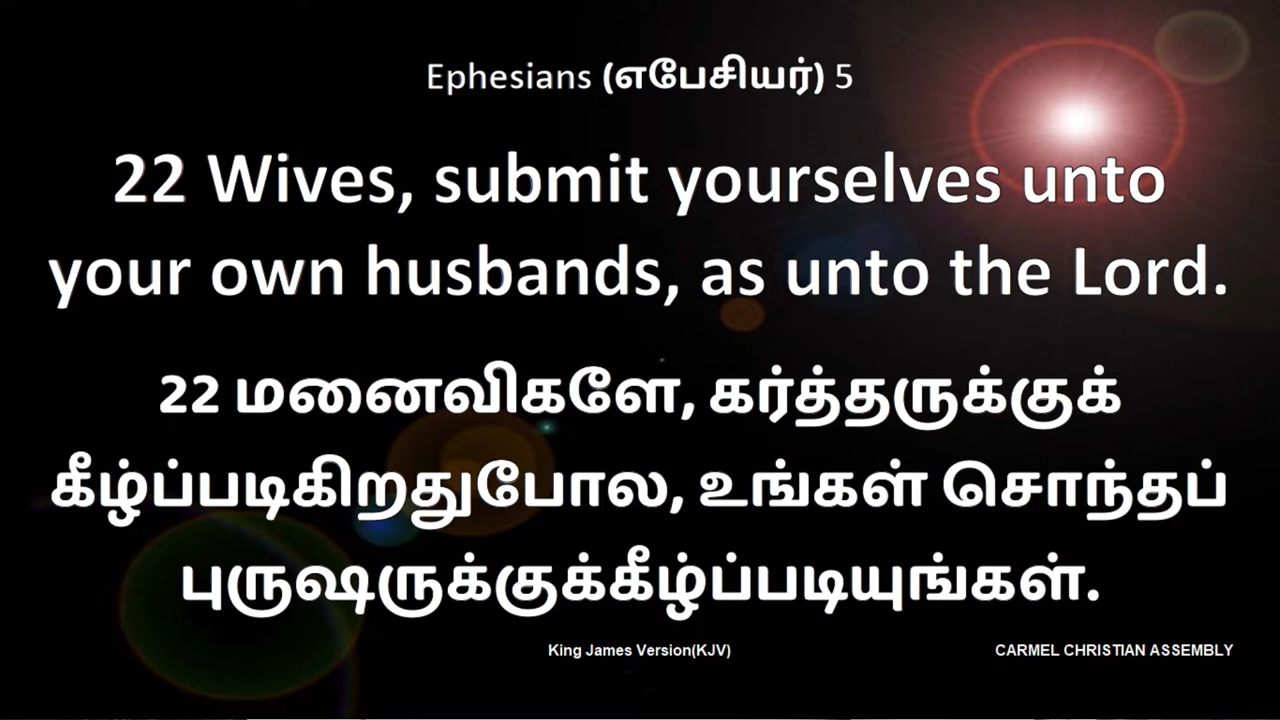 Ephesians (எபேசியர்) 5
22 Wives, submit yourselves unto
your own husbands, as unto the Lord.
22 மனைவிகளே, கர்த்தருக்குக்
கீழ்ப்படிகிறதுபோல, உங்கள் சொந்தப்
புருஷருக்குக்கீழ்ப்படியுங்கள்.
King James Version(KJV)
CARMEL CHRISTIAN ASSEMBLY